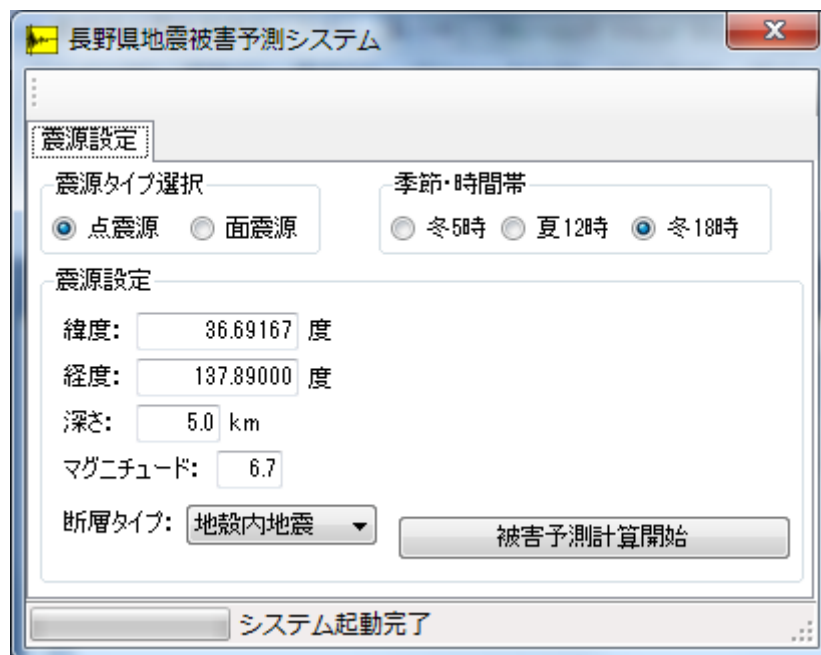 長野県地震被害予測システム
震源設定
震源タイプ選択
点震源 面震源
季節・時間帯
冬5時 夏12時 冬18時
震源設定
緯度: 36.69167 度
経度: 137.89000 度
深さ: 5.0 km
マグニチュード: 6.7
断層タイプ: 地殻内地震
被害予測計算開始
システム起動完了